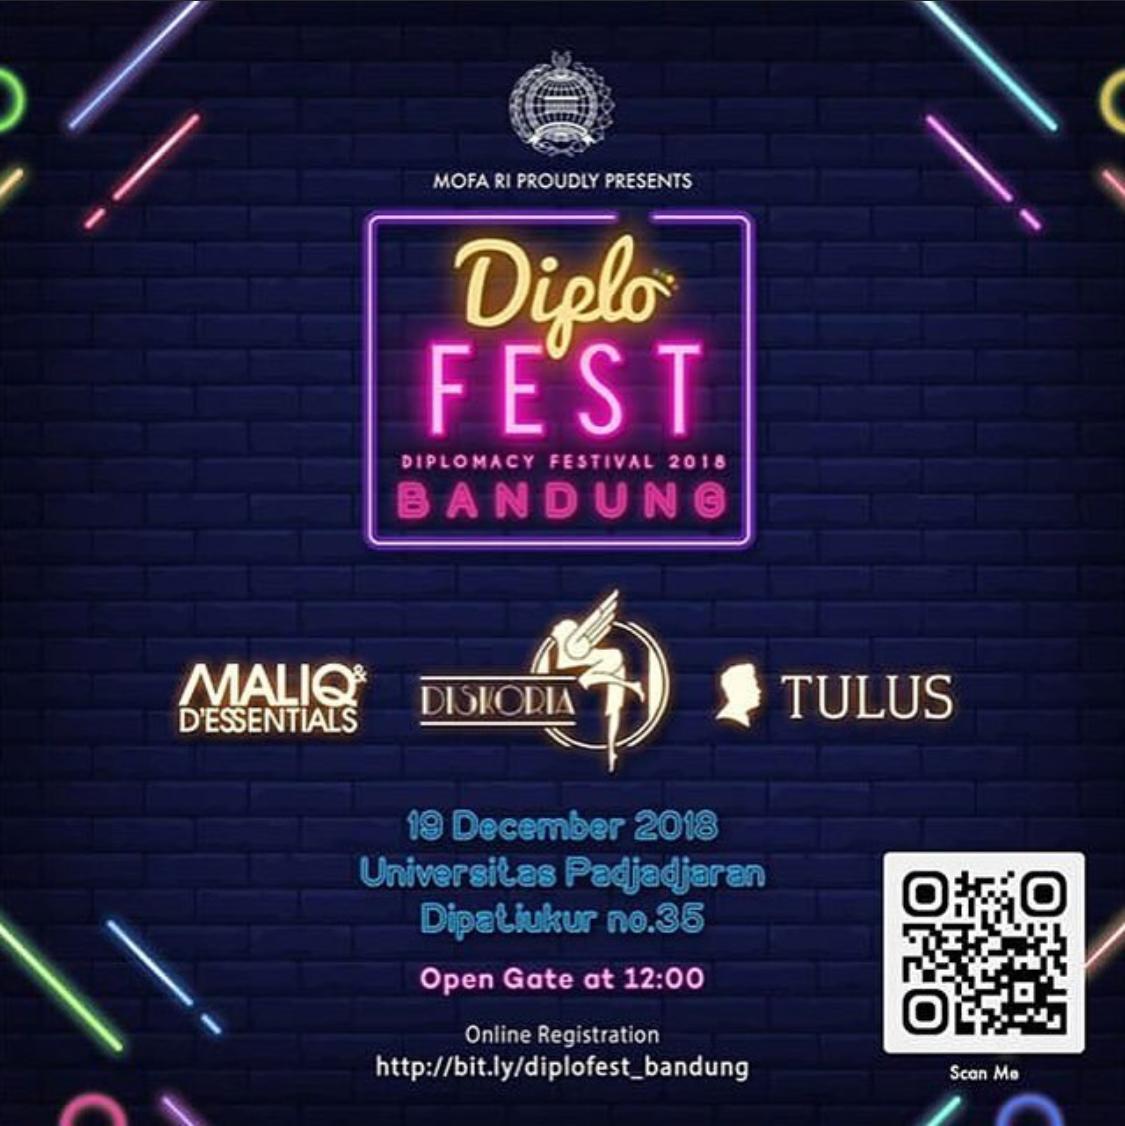 MOFA RI PROUDLY PRESENTS
Diplo
FEST
DIPLOMACY FESTIVAL 2018
BANDUNG
MALIQ &
D'ESSENTIALS
DISKORIA
TULUS
19 December 2018
Universitas Padjadjaran
Dipatiukur no.35
Open Gate at 12:00
Online Registration
http://bit.ly/diplofest_bandung
Scan Me